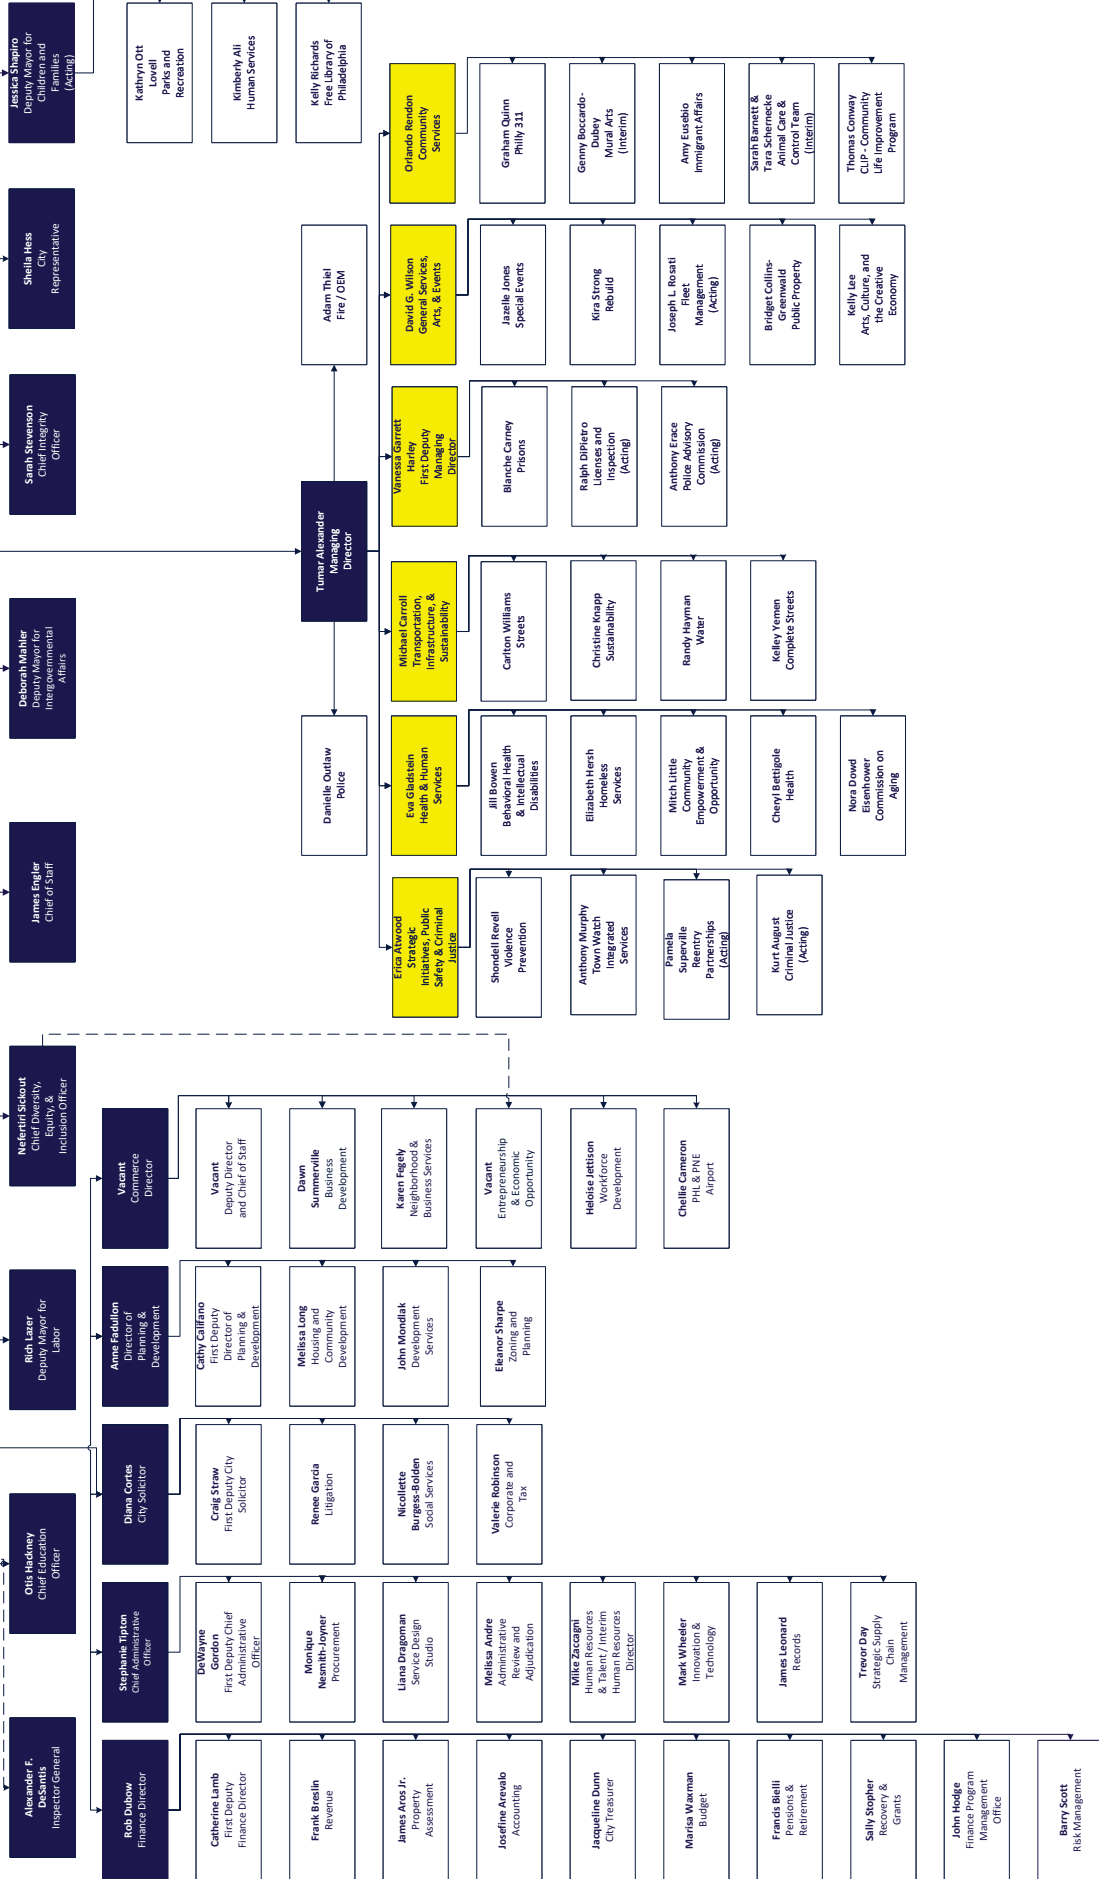 Alexander F.
DeSantis
Inspector General
Otis Hackney
Chief Education
Officer
Rich Lazer
Deputy Mayor for
Labor
Nefertiri Sickout
Chief Diversity,
Equity, &
Inclusion Officer
James Engler
Chief of Staff
Deborah Mahler
Deputy Mayor for
Intergovernmental
Affairs
Sarah Stevenson
Chief Integrity
Officer
Sheila Hess
City
Representative
Jessica Shapiro
Deputy Mayor for
Children and
Families
(Acting)
Kathryn Ott
Lovell
Parks and
Recreation
Kimberly Ali
Human Services
Kelly Richards
Free Library of
Philadelphia
Rob Dubow
Finance Director
Catherine Lamb
First Deputy
Finance Director
Frank Breslin
Revenue
James Aros Jr.
Property
Assessment
Josefine Arevalo
Accounting
Jacqueline Dunn
City Treasurer
Marisa Waxman
Budget
Francis Bielli
Pensions &
Retirement
Sally Stopher
Recovery &
Grants
John Hodge
Finance Program
Management
Office
Barry Scott
Risk Management
Stephanie Tipton
Chief Administrative
Officer
DeWayne
Gordon
First Deputy Chief
Administrative
Officer
Monique
Nesmith-Joyner
Procurement
Liana Dragoman
Service Design
Studio
Melissa Andre
Administrative
Review and
Adjudication
Mike Zaccagni
Human Resources
& Talent / Interim
Human Resources
Director
Mark Wheeler
Innovation &
Technology
James Leonard
Records
Trevor Day
Strategic Supply
Chain
Management
Diana Cortes
City Solicitor
Craig Straw
First Deputy City
Solicitor
Renee Garcia
Litigation
Nicollette
Burgess-Bolden
Social Services
Valerie Robinson
Corporate and
Tax
Anne Fadullon
Director of
Planning &
Development
Cathy Califano
First Deputy
Director of
Planning &
Development
Melissa Long
Housing and
Community
Development
John Mondlak
Development
Services
Eleanor Sharpe
Zoning and
Planning
Vacant
Commerce
Director
Vacant
Deputy Director
and Chief of Staff
Dawn
Summerville
Business
Development
Karen Fegely
Neighborhood &
Business Services
Vacant
Entrepreneurship
& Economic
Opportunity
Heloise Jettison
Workforce
Development
Chellie Cameron
PHL & PNE
Airport
Tumar Alexander
Managing
Director
Danielle Outlaw
Police
Adam Thiel
Fire / OEM
Erica Atwood
Strategic
Initiatives, Public
Safety & Criminal
Justice
Shondell Revell
Violence
Prevention
Anthony Murphy
Town Watch
Integrated
Services
Pamela
Superville
Reentry
Partnerships
(Acting)
Kurt August
Criminal Justice
(Acting)
Eva Gladstein
Health & Human
Services
Jill Bowen
Behavioral Health
& Intellectual
Disabilities
Elizabeth Hersh
Homeless
Services
Mitch Little
Community
Empowerment &
Opportunity
Cheryl Bettigole
Health
Nora Dowd
Eisenhower
Commission on
Aging
Michael Carroll
Transportation,
Infrastructure, &
Sustainability
Carlton Williams
Streets
Christine Knapp
Sustainability
Randy Hayman
Water
Kelley Yemen
Complete Streets
Vanessa Garrett
Harley
First Deputy
Managing
Director
Blanche Carney
Prisons
Ralph DiPietro
Licenses and
Inspection
(Acting)
Anthony Erace
Police Advisory
Commission
(Acting)
David G. Wilson
General Services,
Arts, & Events
Jazelle Jones
Special Events
Kira Strong
Rebuild
Joseph L. Rosati
Fleet
Management
(Acting)
Bridget Collins-
Greenwald
Public Property
Kelly Lee
Arts, Culture, and
the Creative
Economy
Orlando Rendon
Community
Services
Graham Quinn
Philly 311
Genny Boccardo-
Dubey
Mural Arts
(Interim)
Amy Eusebio
Immigrant Affairs
Sarah Barnett &
Tara Schernecke
Animal Care &
Control Team
(Interim)
Thomas Conway
CLIP - Community
Life Improvement
Program